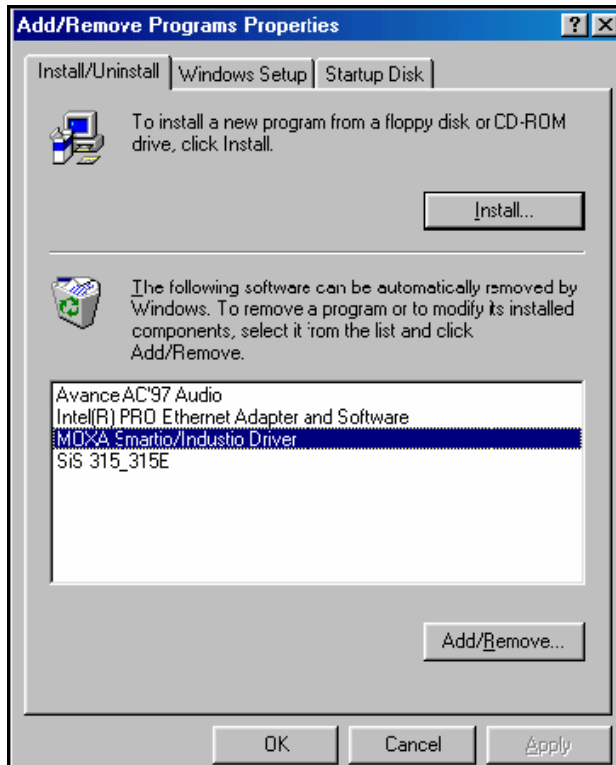 Add/Remove Programs Properties
Install/Uninstall Windows Setup Startup Disk
To install a new program from a floppy disk or CD-ROM
drive, click Install.
Install...
The following software can be automatically removed by
Windows. To remove a program or to modify its installed
components, select it from the list and click
Add/Remove.
Avance AC'97 Audio
Intel(R) PRO Ethernet Adapter and Software
MOXA Smartio/Industio Driver
SiS 315_315E
Add/Remove...
OK Cancel Apply